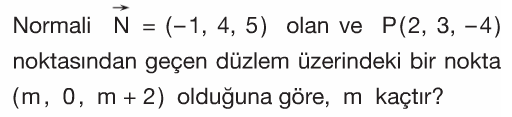 Normali N⃗ = (−1, 4, 5) olan ve P(2, 3, −4)
noktasından geçen düzlem üzerindeki bir nokta
(m, 0, m + 2) olduğuna göre, m kaçtır?